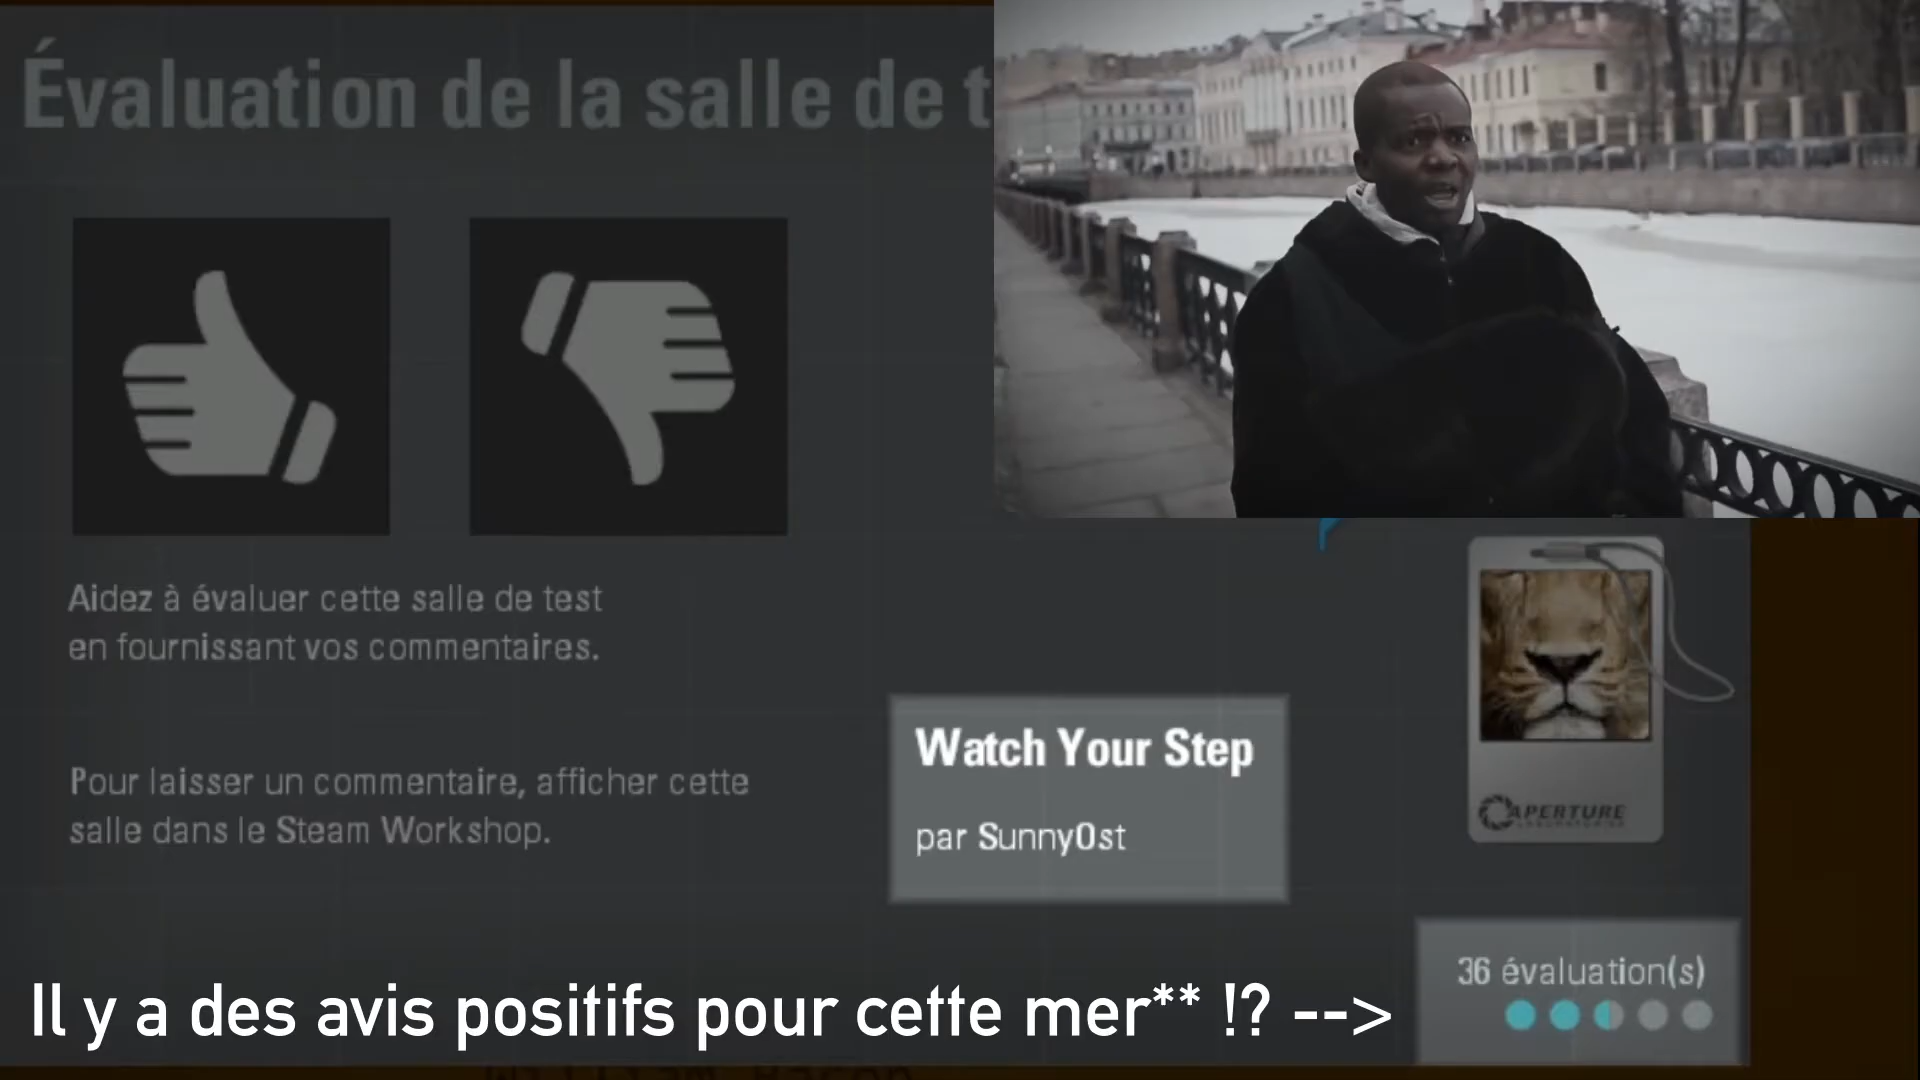 Évaluation de la salle de t
Aidez à évaluer cette salle de test
en fournissant vos commentaires.
Pour laisser un commentaire, afficher cette
salle dans le Steam Workshop.
Watch Your Step
par SunnyOst
APERTURE
LABORATORIES
36 évaluation(s)
Il y a des avis positifs pour cette mer** !? -->